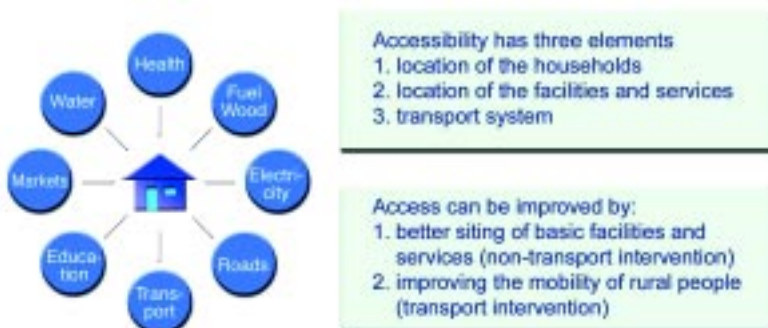 Health
Fuel
Wood
Electri-
city
Roads
Trans-
port
Educa-
tion
Markets
Water
Accessibility has three elements
1. location of the households
2. location of the facilities and services
3. transport system
Access can be improved by:
1. better siting of basic facilities and
services (non-transport intervention)
2. improving the mobility of rural people
(transport intervention)